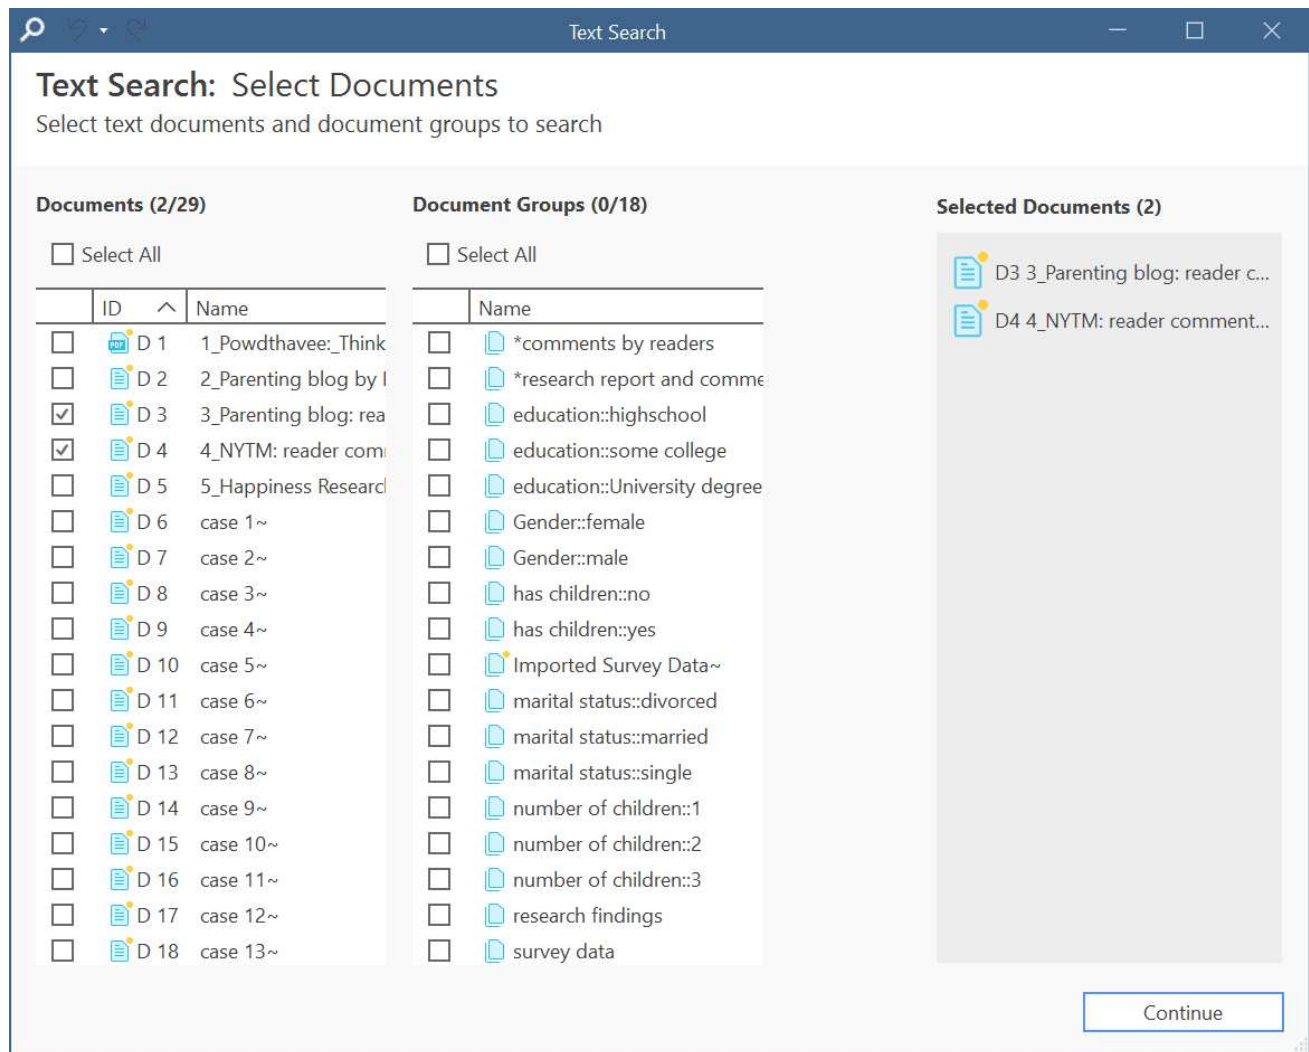 Text Search
Text Search: Select Documents
Select text documents and document groups to search
Documents (2/29)
Select All
ID Name
PDF D 1 1_Powdthavee:_Think
D 2 2_Parenting blog by
D 3 3_Parenting blog: rea
D 4 4_NYTM: reader com
D 5 5_Happiness Researc
D 6 case 1~
D 7 case 2~
D 8 case 3~
D 9 case 4~
D 10 case 5~
D 11 case 6~
D 12 case 7~
D 13 case 8~
D 14 case 9~
D 15 case 10~
D 16 case 11~
D 17 case 12~
D 18 case 13~
Document Groups (0/18)
Select All
Name
*comments by readers
*research report and comme
education::highschool
education::some college
education::University degree
Gender::female
Gender::male
has children::no
has children::yes
Imported Survey Data~
marital status::divorced
marital status::married
marital status::single
number of children::1
number of children::2
number of children::3
research findings
survey data
Selected Documents (2)
D3 3_Parenting blog: reader c...
D4 4_NYTM: reader comment...
Continue